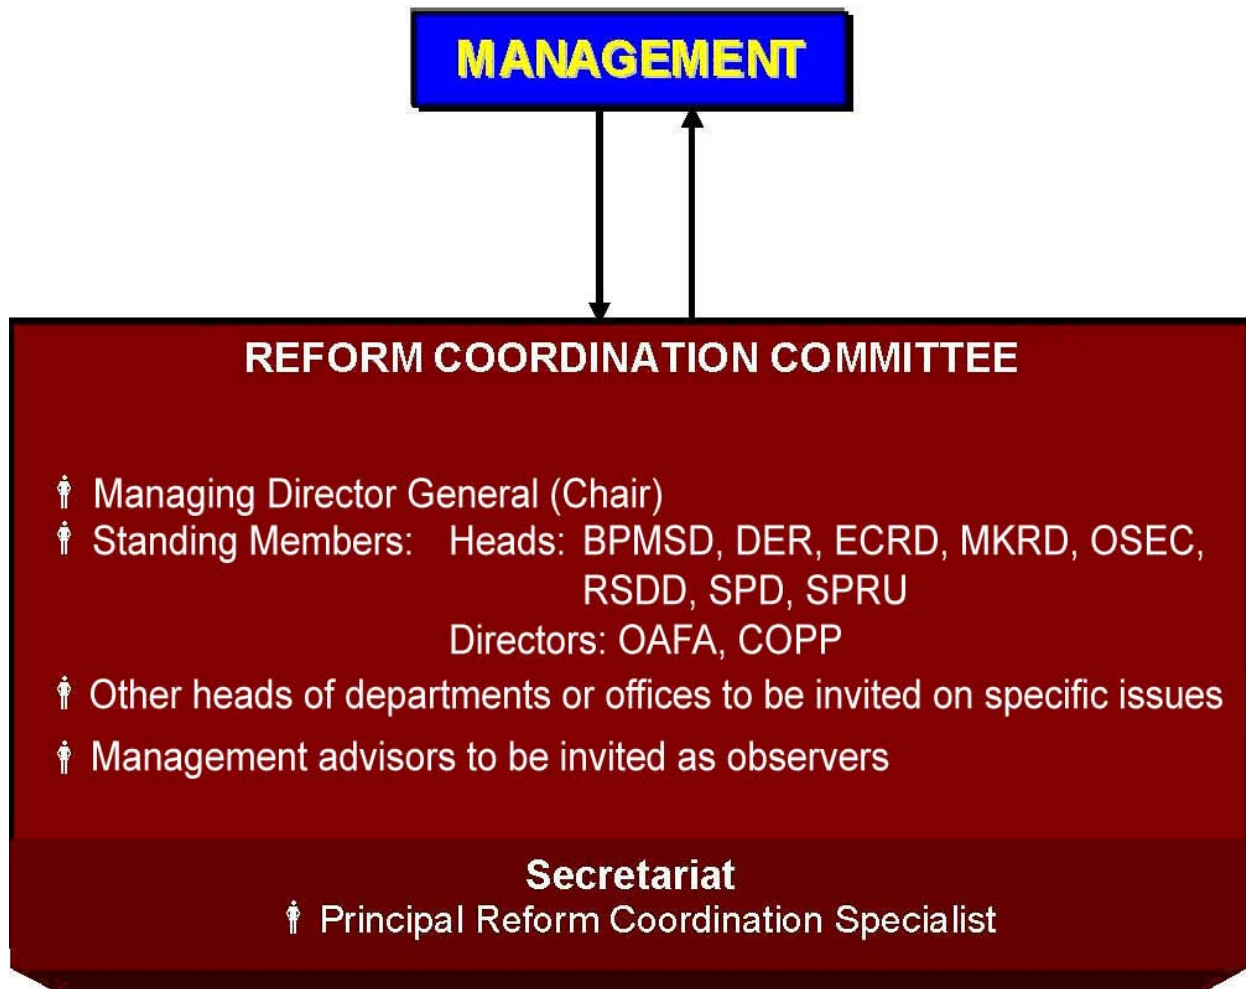 MANAGEMENT
REFORM COORDINATION COMMITTEE
Managing Director General (Chair)
Standing Members: Heads: BPMSD, DER, ECRD, MKRD, OSEC,
RSDD, SPD, SPRU
Directors: OAFA, COPP
Other heads of departments or offices to be invited on specific issues
Management advisors to be invited as observers
Secretariat
Principal Reform Coordination Specialist